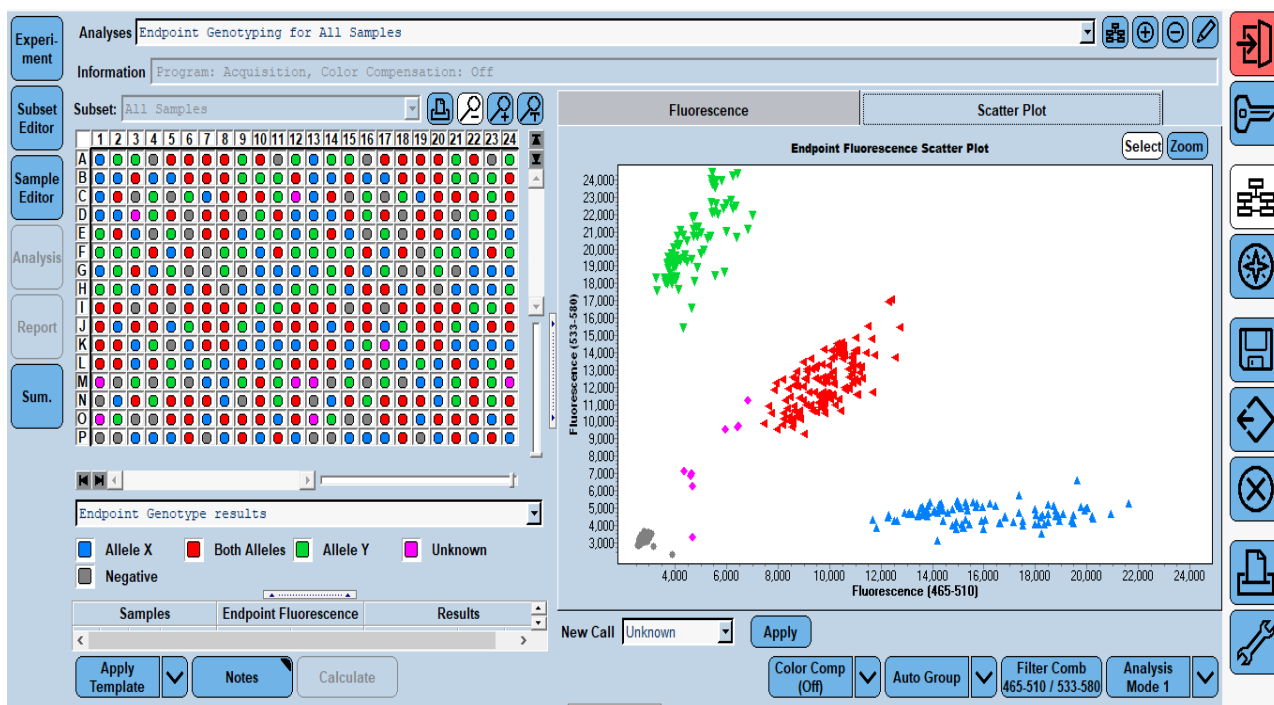 Analyses Endpoint Genotyping for All Samples
Information Program: Acquisition, Color Compensation: Off
Experi-
ment
Subset
Editor
Sample
Editor
Analysis
Report
Sum.
Subset: All Samples
1 2 3 4 5 6 7 8 9 10 11 12 13 14 15 16 17 18 19 20 21 22 23 24
A
B
C
D
E
F
G
H
I
J
K
L
M
N
O
P
Endpoint Genotype results
Allele X Both Alleles Allele Y Unknown
Negative
Samples Endpoint Fluorescence Results
Apply
Template
Notes
Calculate
Fluorescence Scatter Plot
Endpoint Fluorescence Scatter Plot
Select Zoom
Fluorescence (533-580)
24,000
23,000
22,000
21,000
20,000
19,000
18,000
17,000
16,000
15,000
14,000
13,000
12,000
11,000
10,000
9,000
8,000
7,000
6,000
5,000
4,000
3,000
4,000 6,000 8,000 10,000 12,000 14,000 16,000 18,000 20,000 22,000 24,000
Fluorescence (465-510)
New Call Unknown Apply
Color Comp
(Off)
Auto Group
Filter Comb
465-510 / 533-580
Analysis
Mode 1